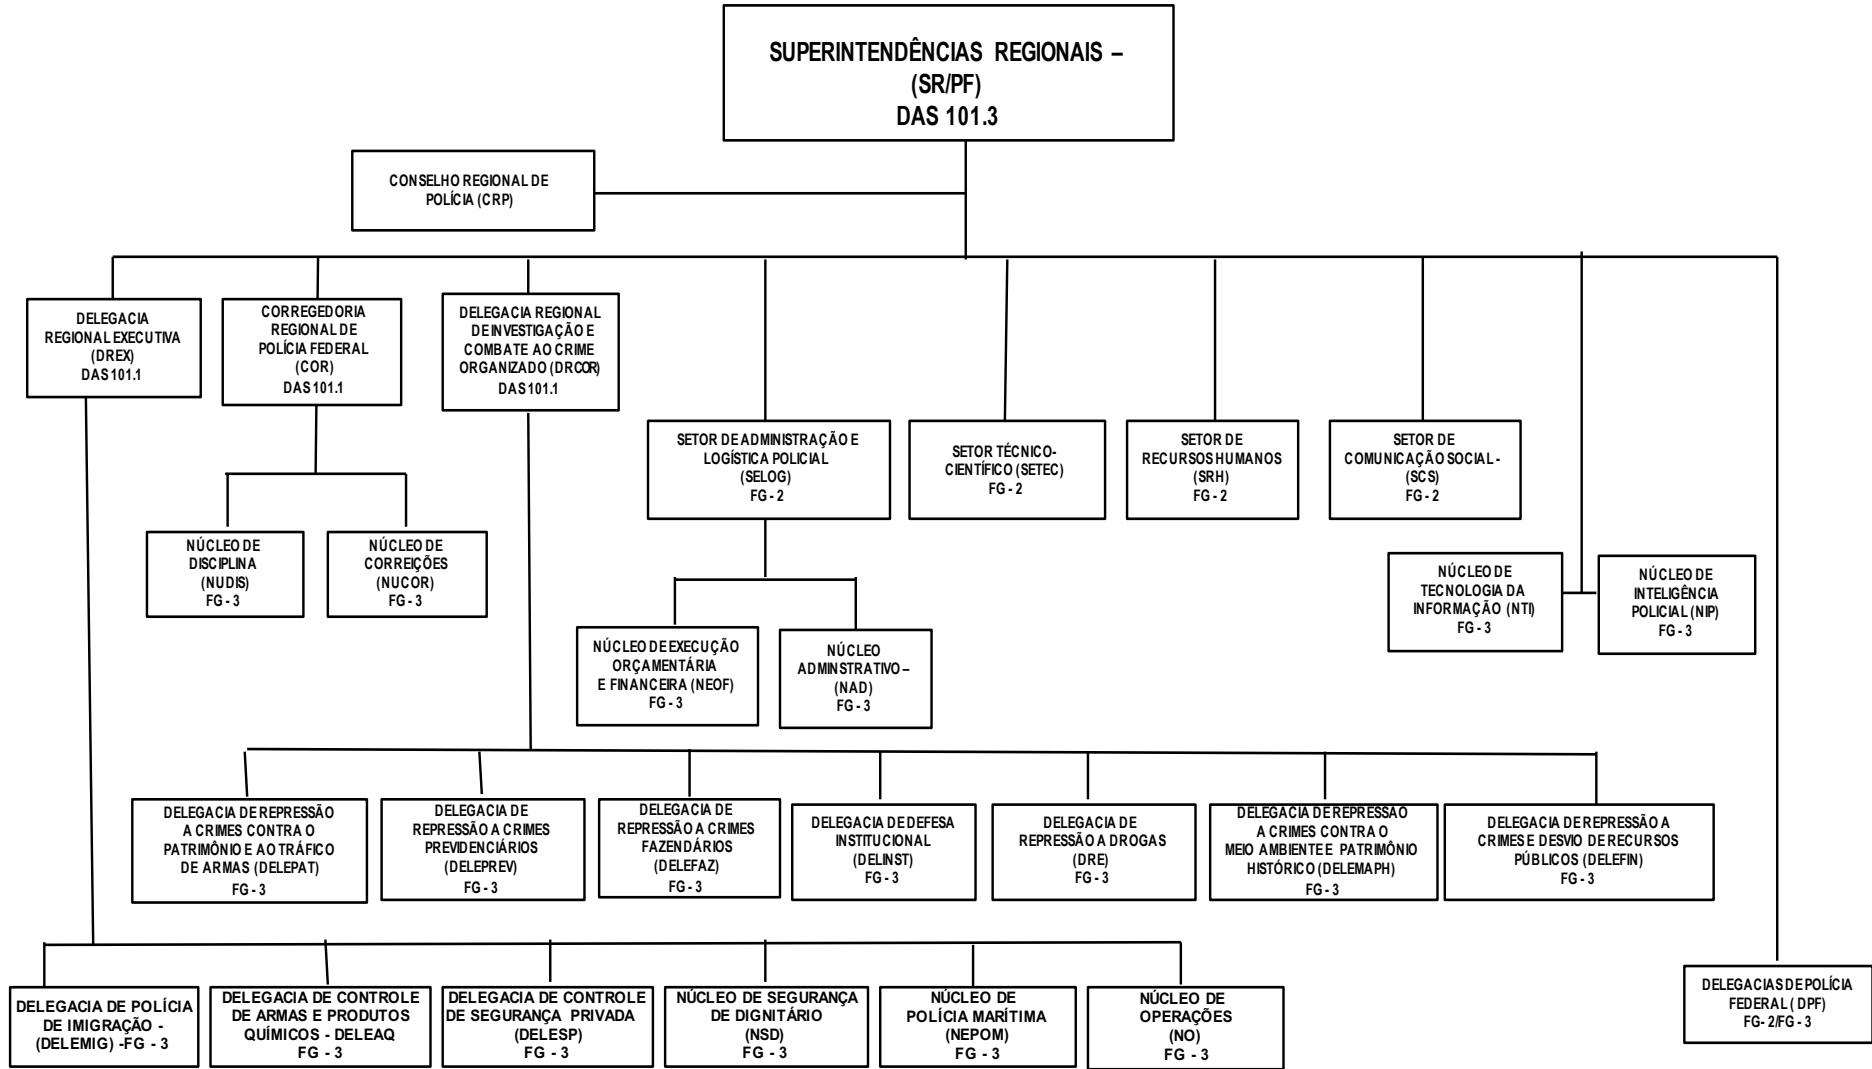 SUPERINTENDÊNCIAS REGIONAIS –
(SR/PF)
DAS 101.3
CONSELHO REGIONAL DE
POLÍCIA (CRP)
DELEGACIA
REGIONAL EXECUTIVA
(DREX)
DAS 101.1
CORREGEDORIA
REGIONAL DE
POLÍCIA FEDERAL
(COR)
DAS 101.1
DELEGACIA REGIONAL
DE INVESTIGAÇÃO E
COMBATE AO CRIME
ORGANIZADO (DRCOR)
DAS 101.1
SETOR DE ADMINISTRAÇÃO E
LOGÍSTICA POLICIAL
(SELOG)
FG - 2
SETOR TÉCNICO-
CIENTÍFICO (SETEC)
FG - 2
SETOR DE
RECURSOS HUMANOS
(SRH)
FG - 2
SETOR DE
COMUNICAÇÃO SOCIAL -
(SCS)
FG - 2
NÚCLEO DE
DISCIPLINA
(NUDIS)
FG - 3
NÚCLEO DE
CORREIÇÕES
(NUCOR)
FG - 3
NÚCLEO DE
TECNOLOGIA DA
INFORMAÇÃO (NTI)
FG - 3
NÚCLEO DE
INTELIGÊNCIA
POLICIAL (NIP)
FG - 3
NÚCLEO DE EXECUÇÃO
ORÇAMENTÁRIA
E FINANCEIRA (NEOF)
FG - 3
NÚCLEO
ADMINSTRATIVO –
(NAD)
FG - 3
DELEGACIA DE REPRESSÃO
A CRIMES CONTRA O
PATRIMÔNIO E AO TRÁFICO
DE ARMAS (DELEPAT)
FG - 3
DELEGACIA DE
REPRESSÃO A CRIMES
PREVIDENCIÁRIOS
(DELEPREV)
FG - 3
DELEGACIA DE
REPRESSÃO A CRIMES
FAZENDÁRIOS
(DELEFAZ)
FG - 3
DELEGACIA DE DEFESA
INSTITUCIONAL
(DELINST)
FG - 3
DELEGACIA DE
REPRESSÃO A DROGAS
(DRE)
FG - 3
DELEGACIA DE REPRESSAO
A CRIMES CONTRA O
MEIO AMBIENTE E PATRIMÔNIO
HISTÓRICO (DELEMAPH)
FG - 3
DELEGACIA DE REPRESSÃO A
CRIMES E DESVIO DE RECURSOS
PÚBLICOS (DELEFIN)
FG - 3
DELEGACIA DE POLÍCIA
DE IMIGRAÇÃO -
(DELEMIG) -FG - 3
DELEGACIA DE CONTROLE
DE ARMAS E PRODUTOS
QUÍMICOS - DELEAQ
FG - 3
DELEGACIA DE CONTROLE
DE SEGURANÇA PRIVADA
(DELESP)
FG - 3
NÚCLEO DE SEGURANÇA
DE DIGNITÁRIO
(NSD)
FG - 3
NÚCLEO DE
POLÍCIA MARÍTIMA
(NEPOM)
FG - 3
NÚCLEO DE
OPERAÇÕES
(NO)
FG - 3
DELEGACIAS DE POLÍCIA
FEDERAL ( DPF)
FG- 2/FG - 3